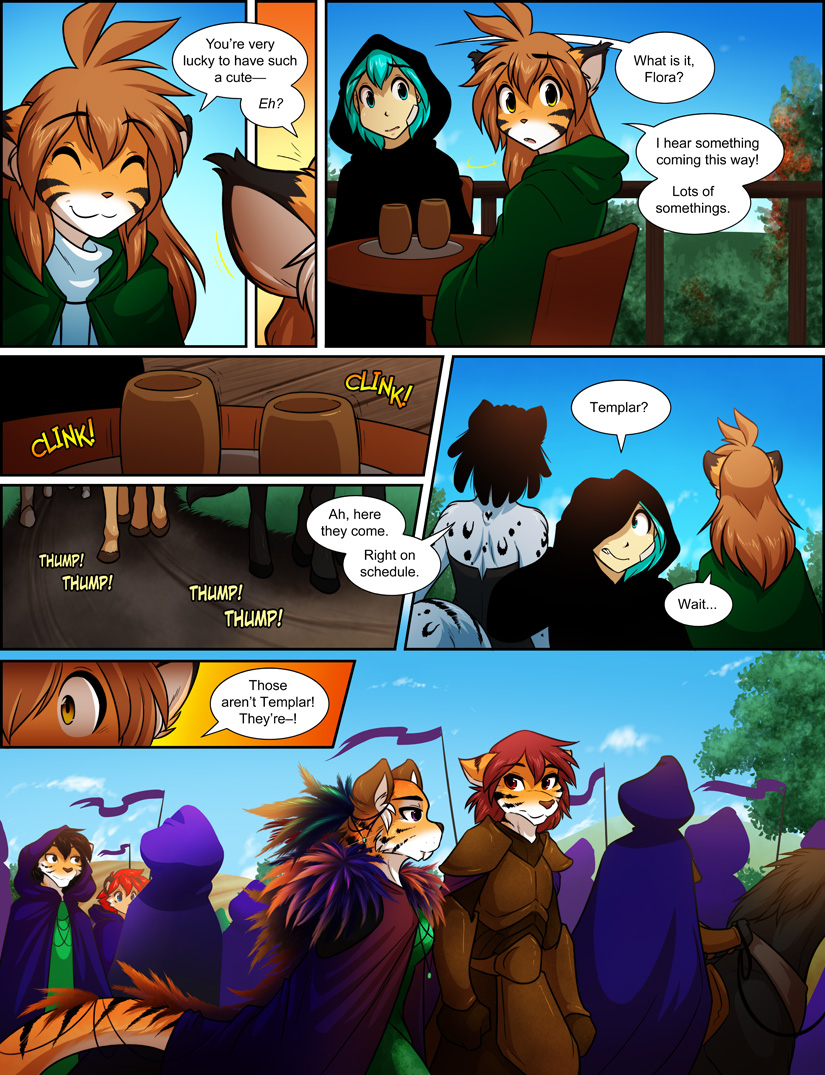 You're very
lucky to have such
a cute—
Eh?
What is it,
Flora?
I hear something
coming this way!
Lots of
somethings.
CLINK!
CLINK!
Templar?
Ah, here
they come.
Right on
schedule.
Wait...
THUMP!
THUMP!
THUMP!
THUMP!
Those
aren't Templar!
They're–!